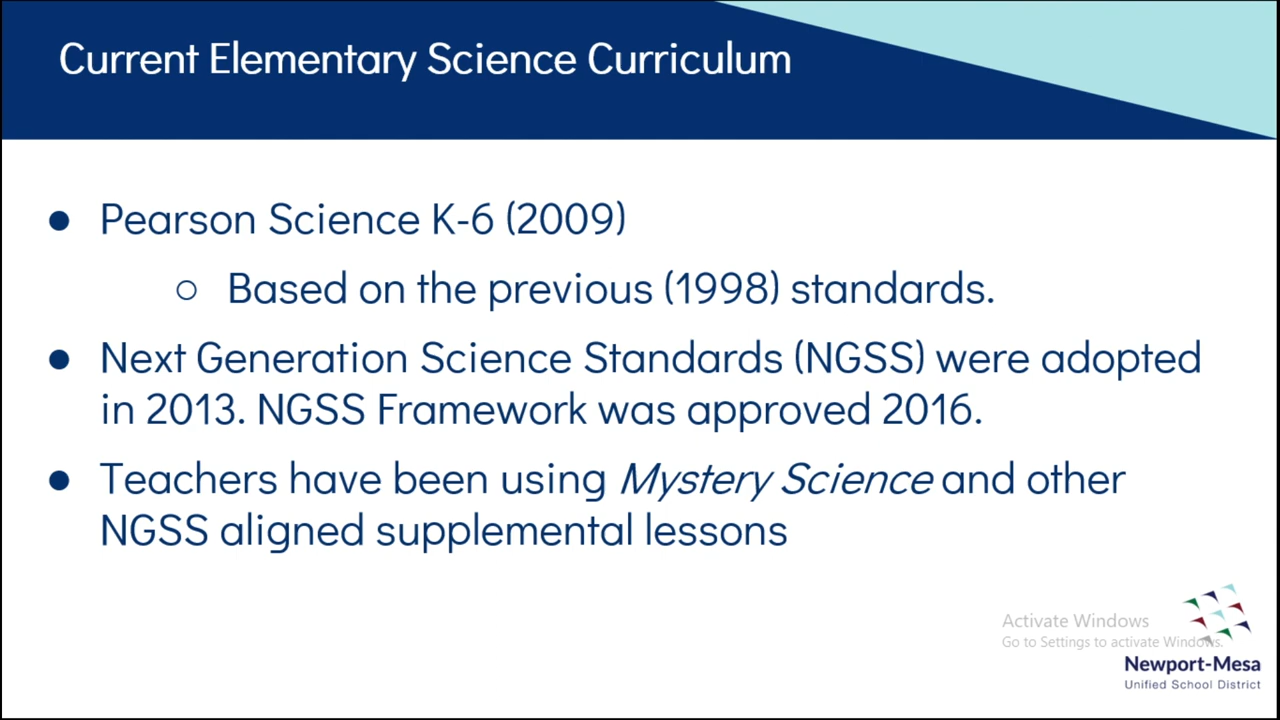 Current Elementary Science Curriculum
● Pearson Science K-6 (2009)
○ Based on the previous (1998) standards.
● Next Generation Science Standards (NGSS) were adopted
in 2013. NGSS Framework was approved 2016.
● Teachers have been using Mystery Science and other
NGSS aligned supplemental lessons
Activate Windows
Go to Settings to activate Windows.
Newport-Mesa
Unified School District